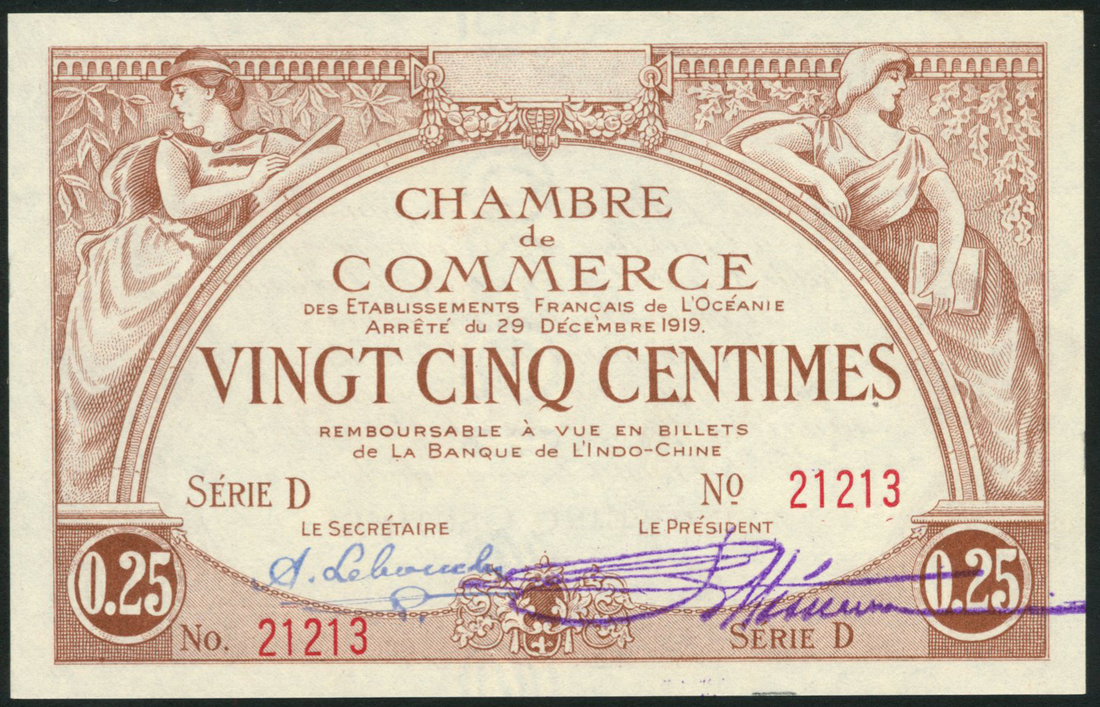 CHAMBRE
de
COMMERCE
DES ETABLISSEMENTS FRANÇAIS de L'OCÉANIE
ARRÊTÉ du 29 DÉCEMBRE 1919.
VINGT CINQ CENTIMES
REMBOURSABLE À VUE EN BILLETS
de LA BANQUE de L'INDO-CHINE
SÉRIE D No 21213
LE SECRÉTAIRE LE PRÉSIDENT
0.25 0.25
No. 21213 SÉRIE D